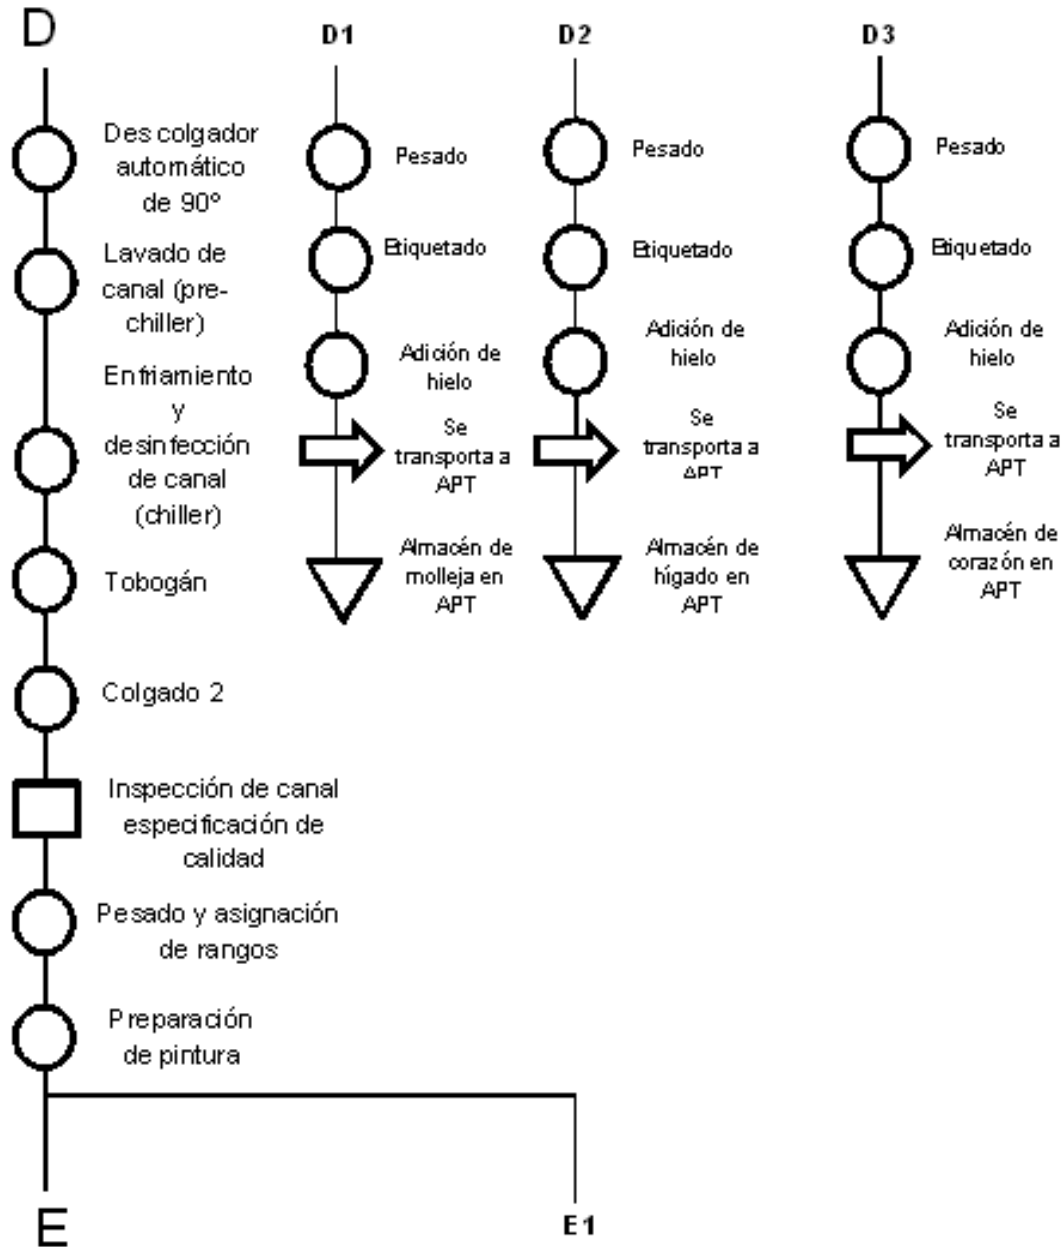 D
Descolgador
automático
de 90º
Lavado de
canal (pre-
chiller)
Enfriamiento
y
desinfección
de canal
(chiller)
Tobogán
Colgado 2
Inspección de canal
especificación de
calidad
Pesado y asignación
de rangos
Preparación
de pintura
E
D1
Pesado
Etiquetado
Adición de
hielo
Se
transporta a
APT
Almacén de
molleja en
APT
D2
Pesado
Etiquetado
Adición de
hielo
Se
transporta a
APT
Almacén de
hígado en
APT
E1
D3
Pesado
Etiquetado
Adición de
hielo
Se
transporta a
APT
Almacén de
corazón en
APT